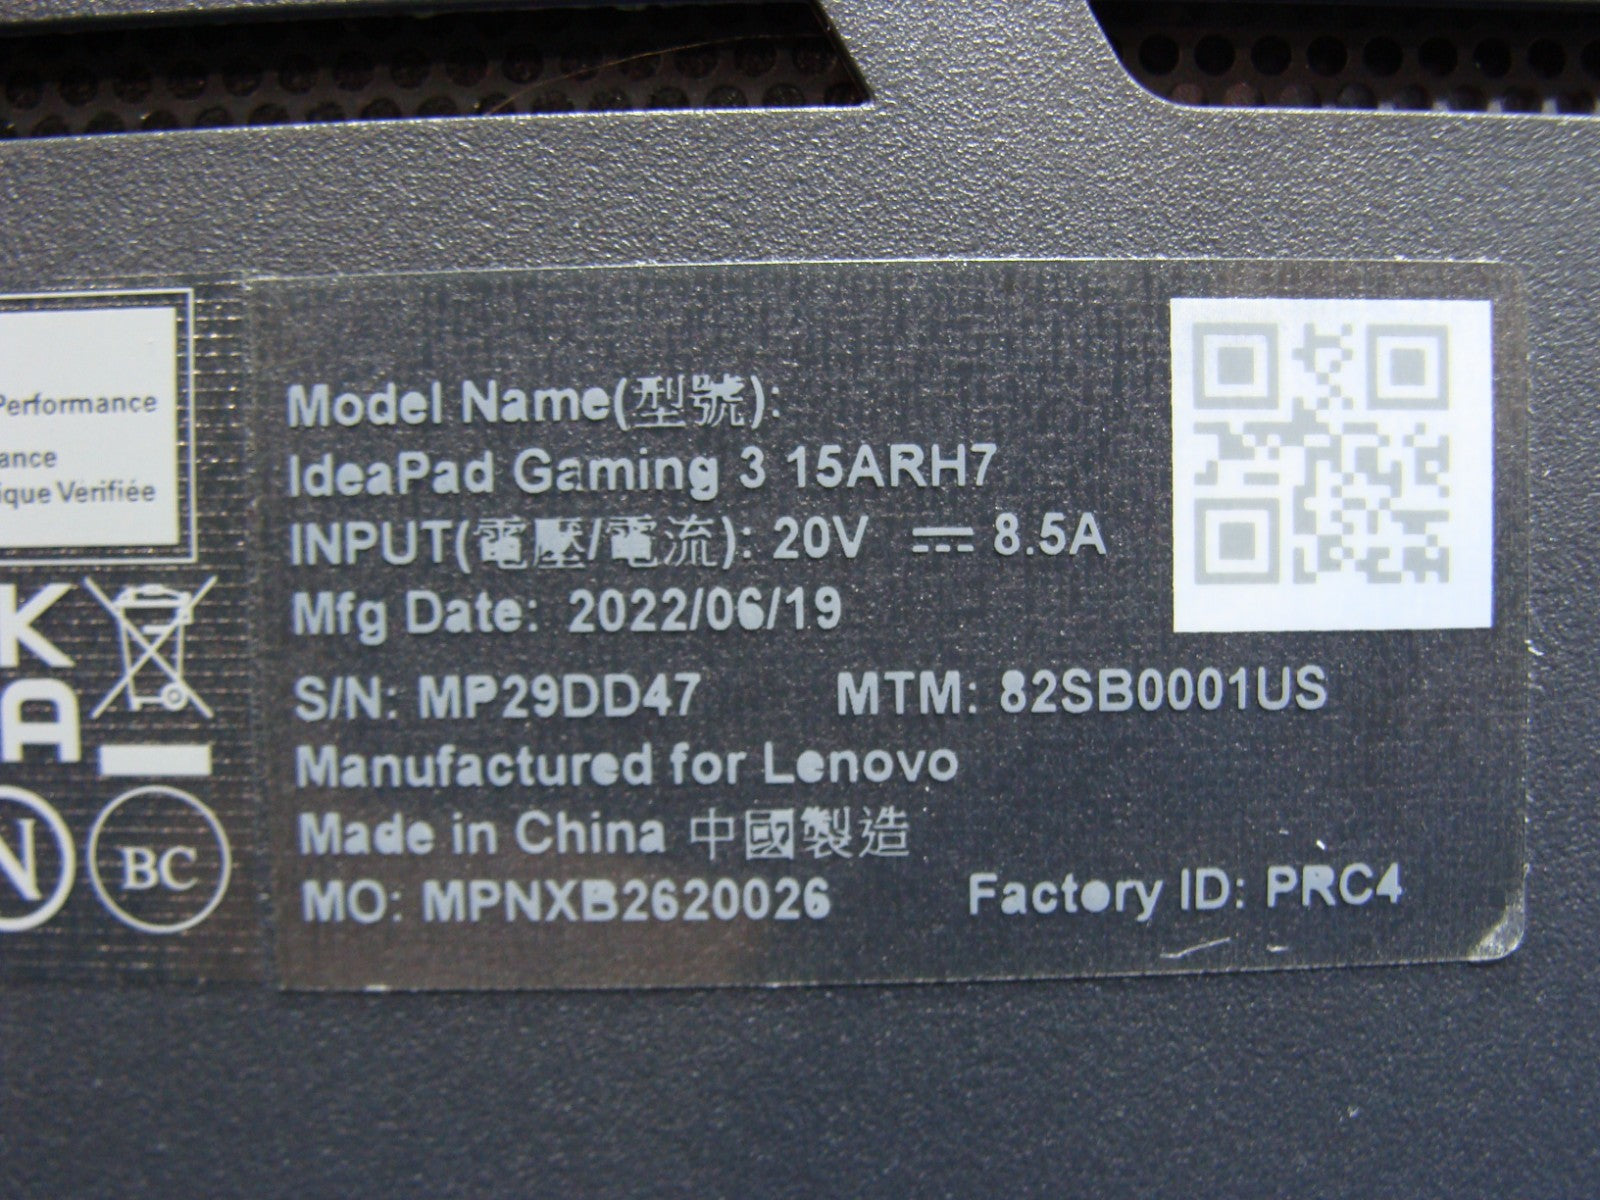 Performance
ance
ique Vérifiée
K
A
N
BC
Model Name(型號):
IdeaPad Gaming 3 15ARH7
INPUT(電壓/電流): 20V ⎓ 8.5A
Mfg Date: 2022/06/19
S/N: MP29DD47 MTM: 82SB0001US
Manufactured for Lenovo
Made in China 中國製造
MO: MPNXB2620026 Factory ID: PRC4